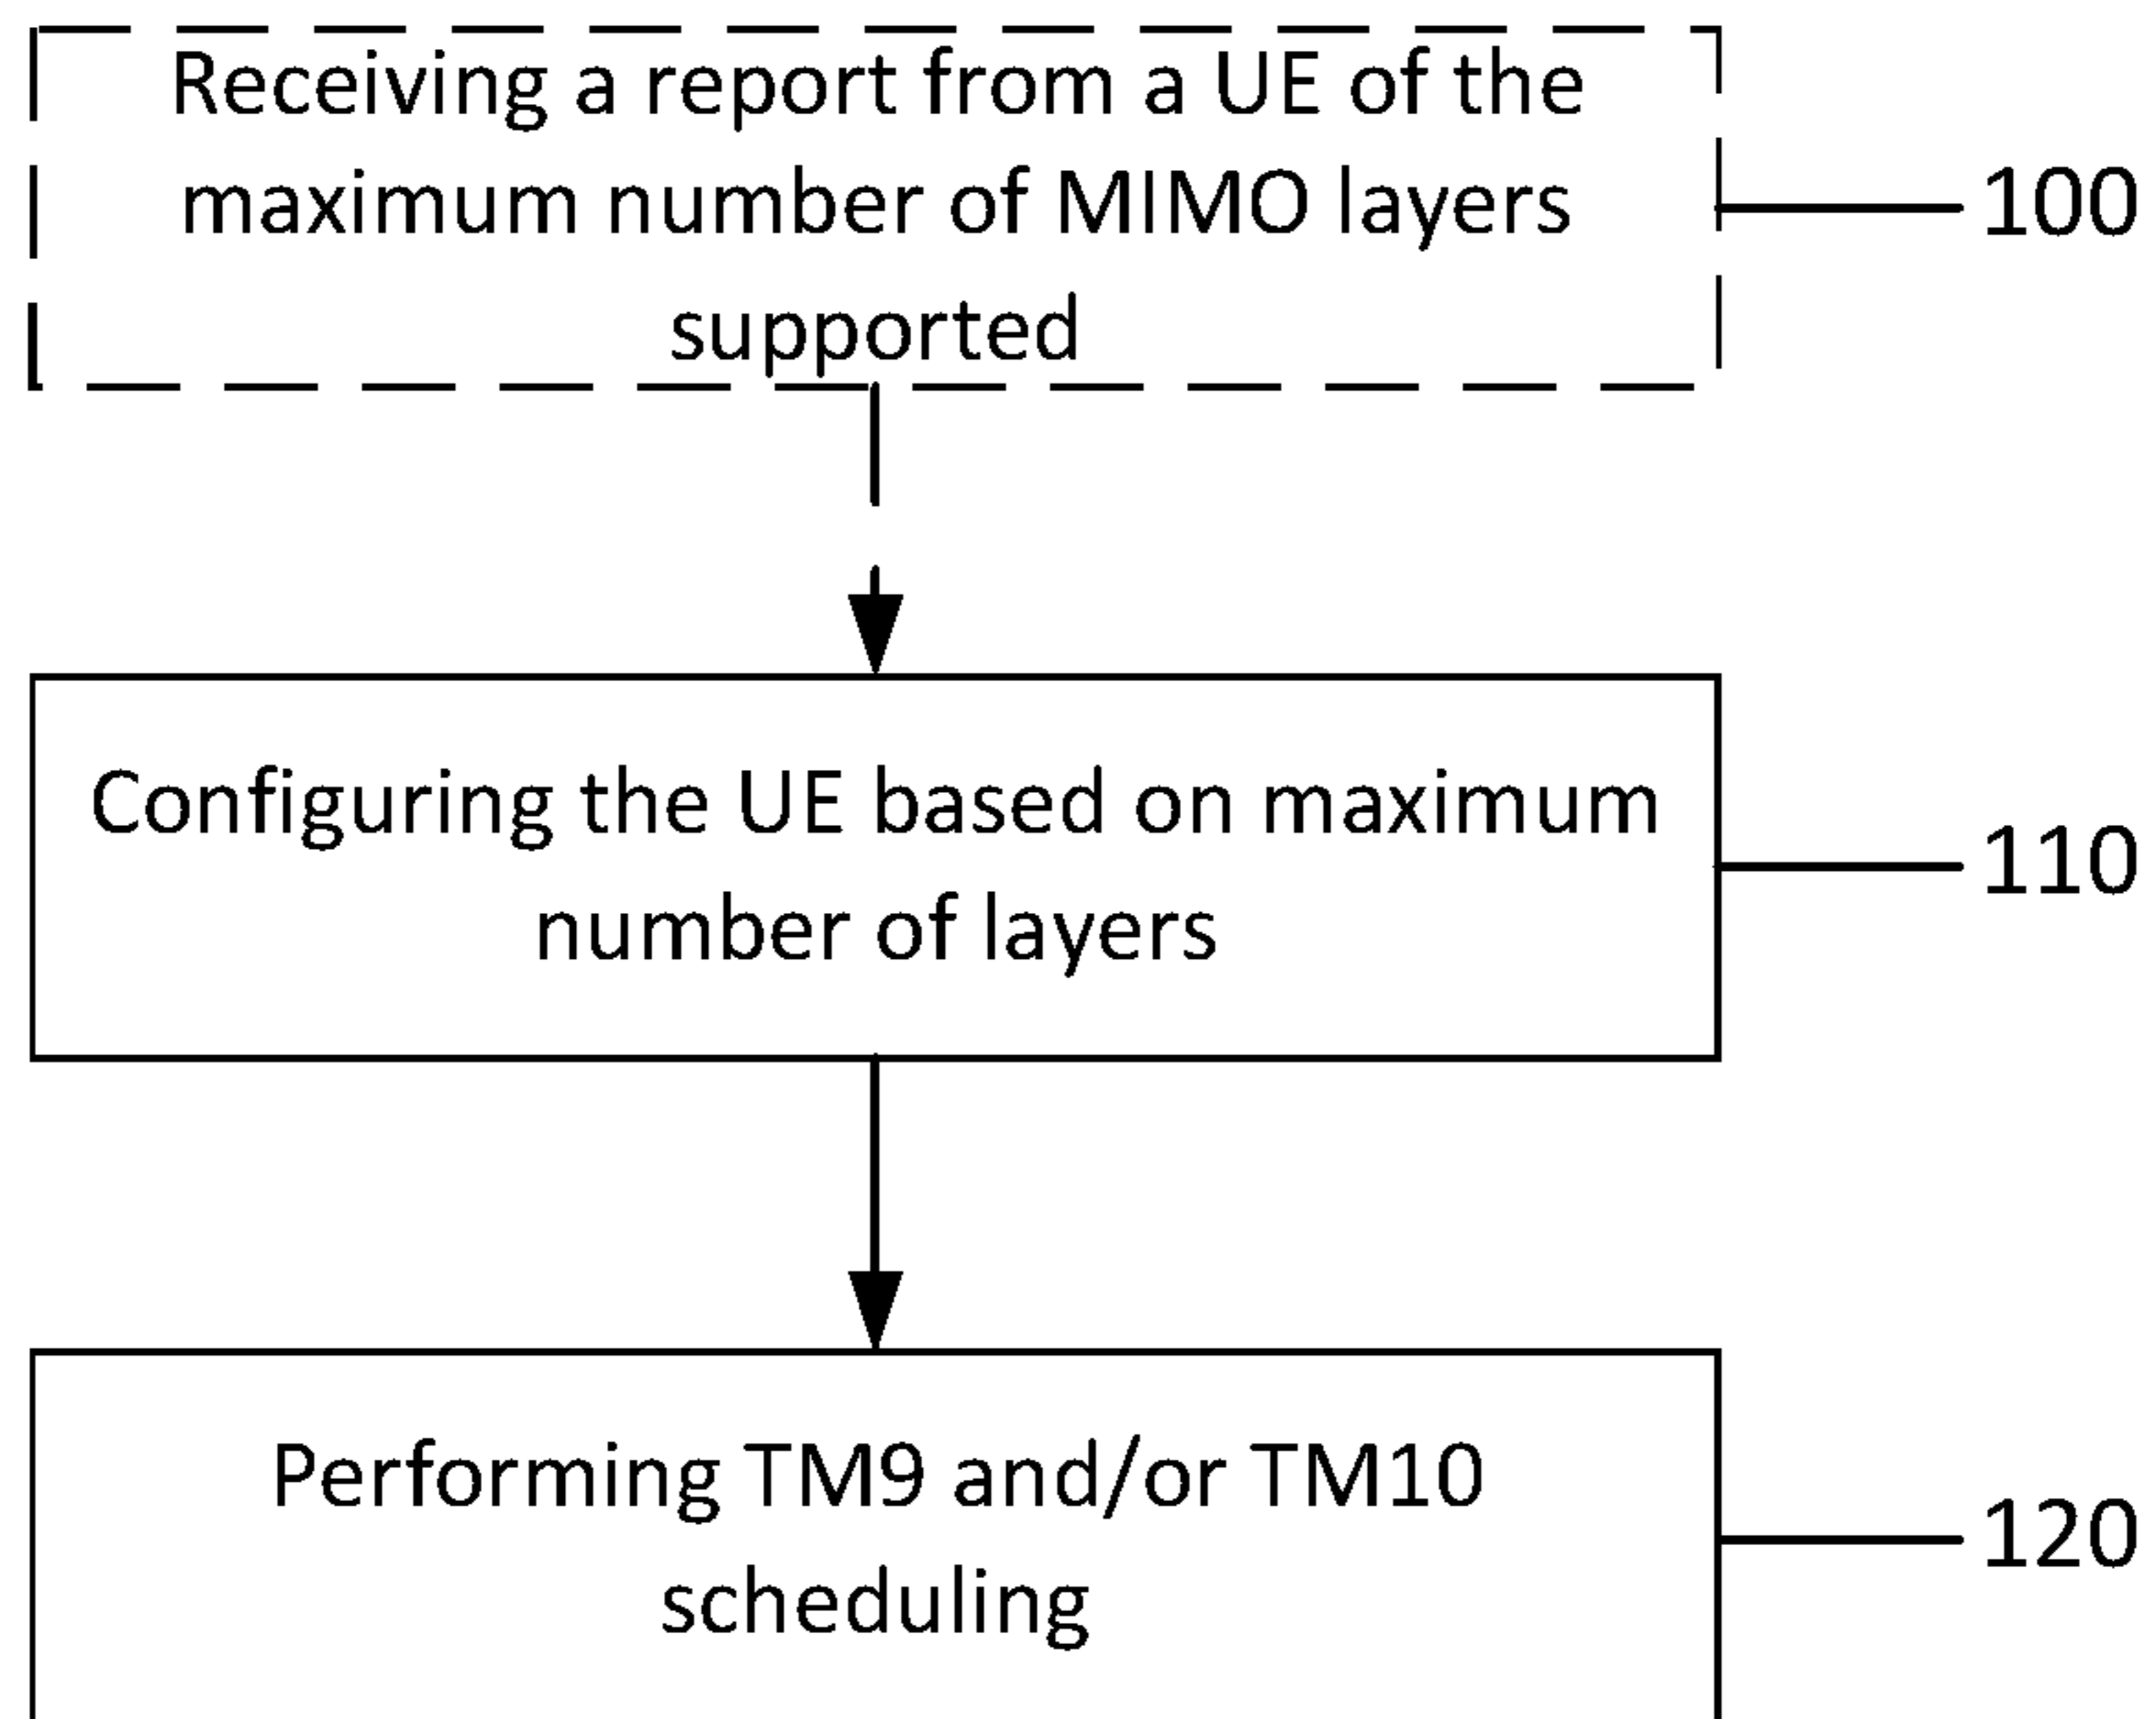 Receiving a report from a UE of the
maximum number of MIMO layers
supported
100
Configuring the UE based on maximum
number of layers
110
Performing TM9 and/or TM10
scheduling
120